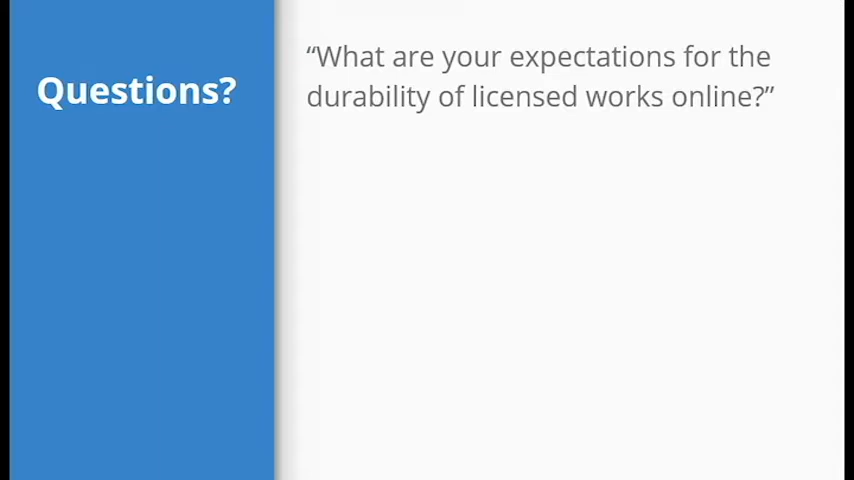 Questions?
“What are your expectations for the
durability of licensed works online?”